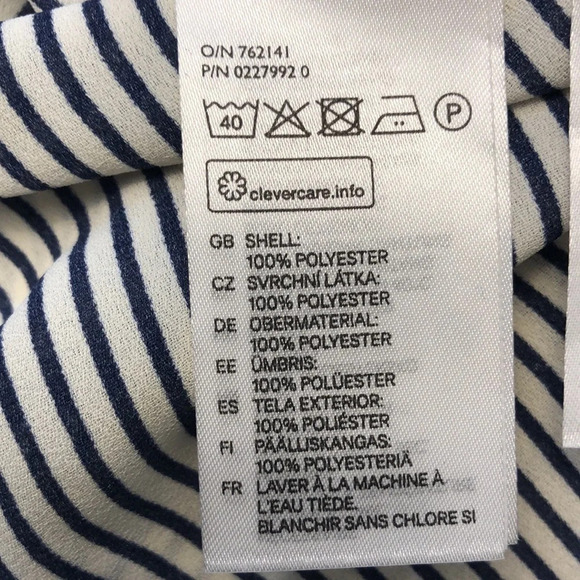 O/N 762141
P/N 0227992 0
40
P
clevercare.info
GB SHELL:
100% POLYESTER
CZ SVRCHNÍ LÁTKA:
100% POLYESTER
DE OBERMATERIAL:
100% POLYESTER
EE ÜMBRIS:
100% POLÜESTER
ES TELA EXTERIOR:
100% POLIÉSTER
FI PÄÄLLISKANGAS:
100% POLYESTERIÄ
FR LAVER À LA MACHINE À
L'EAU TIÈDE.
BLANCHIR SANS CHLORE SI